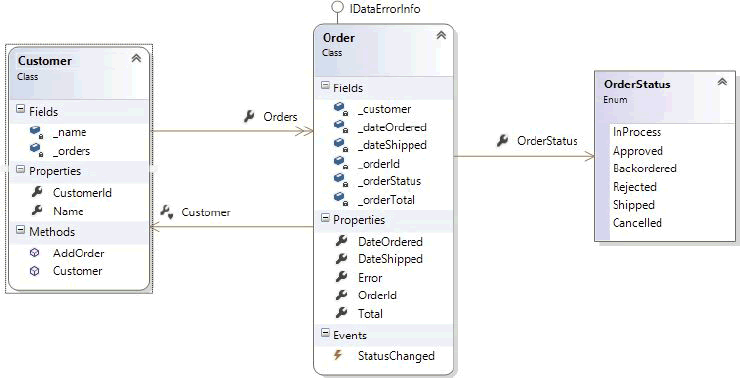 IDataErrorInfo
Customer
Class
Fields
_name
_orders
Properties
CustomerId
Name
Methods
AddOrder
Customer
Orders
Customer
Order
Class
Fields
_customer
_dateOrdered
_dateShipped
_orderId
_orderStatus
_orderTotal
Properties
DateOrdered
DateShipped
Error
OrderId
Total
Events
StatusChanged
OrderStatus
OrderStatus
Enum
InProcess
Approved
Backordered
Rejected
Shipped
Cancelled